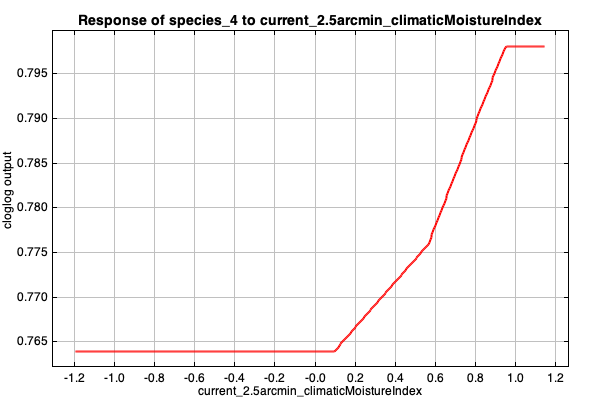 Response of species_4 to current_2.5arcmin_climaticMoistureIndex
cloglog output
0.795
0.790
0.785
0.780
0.775
0.770
0.765
-1.2 -1.0 -0.8 -0.6 -0.4 -0.2 -0.0 0.2 0.4 0.6 0.8 1.0 1.2
current_2.5arcmin_climaticMoistureIndex